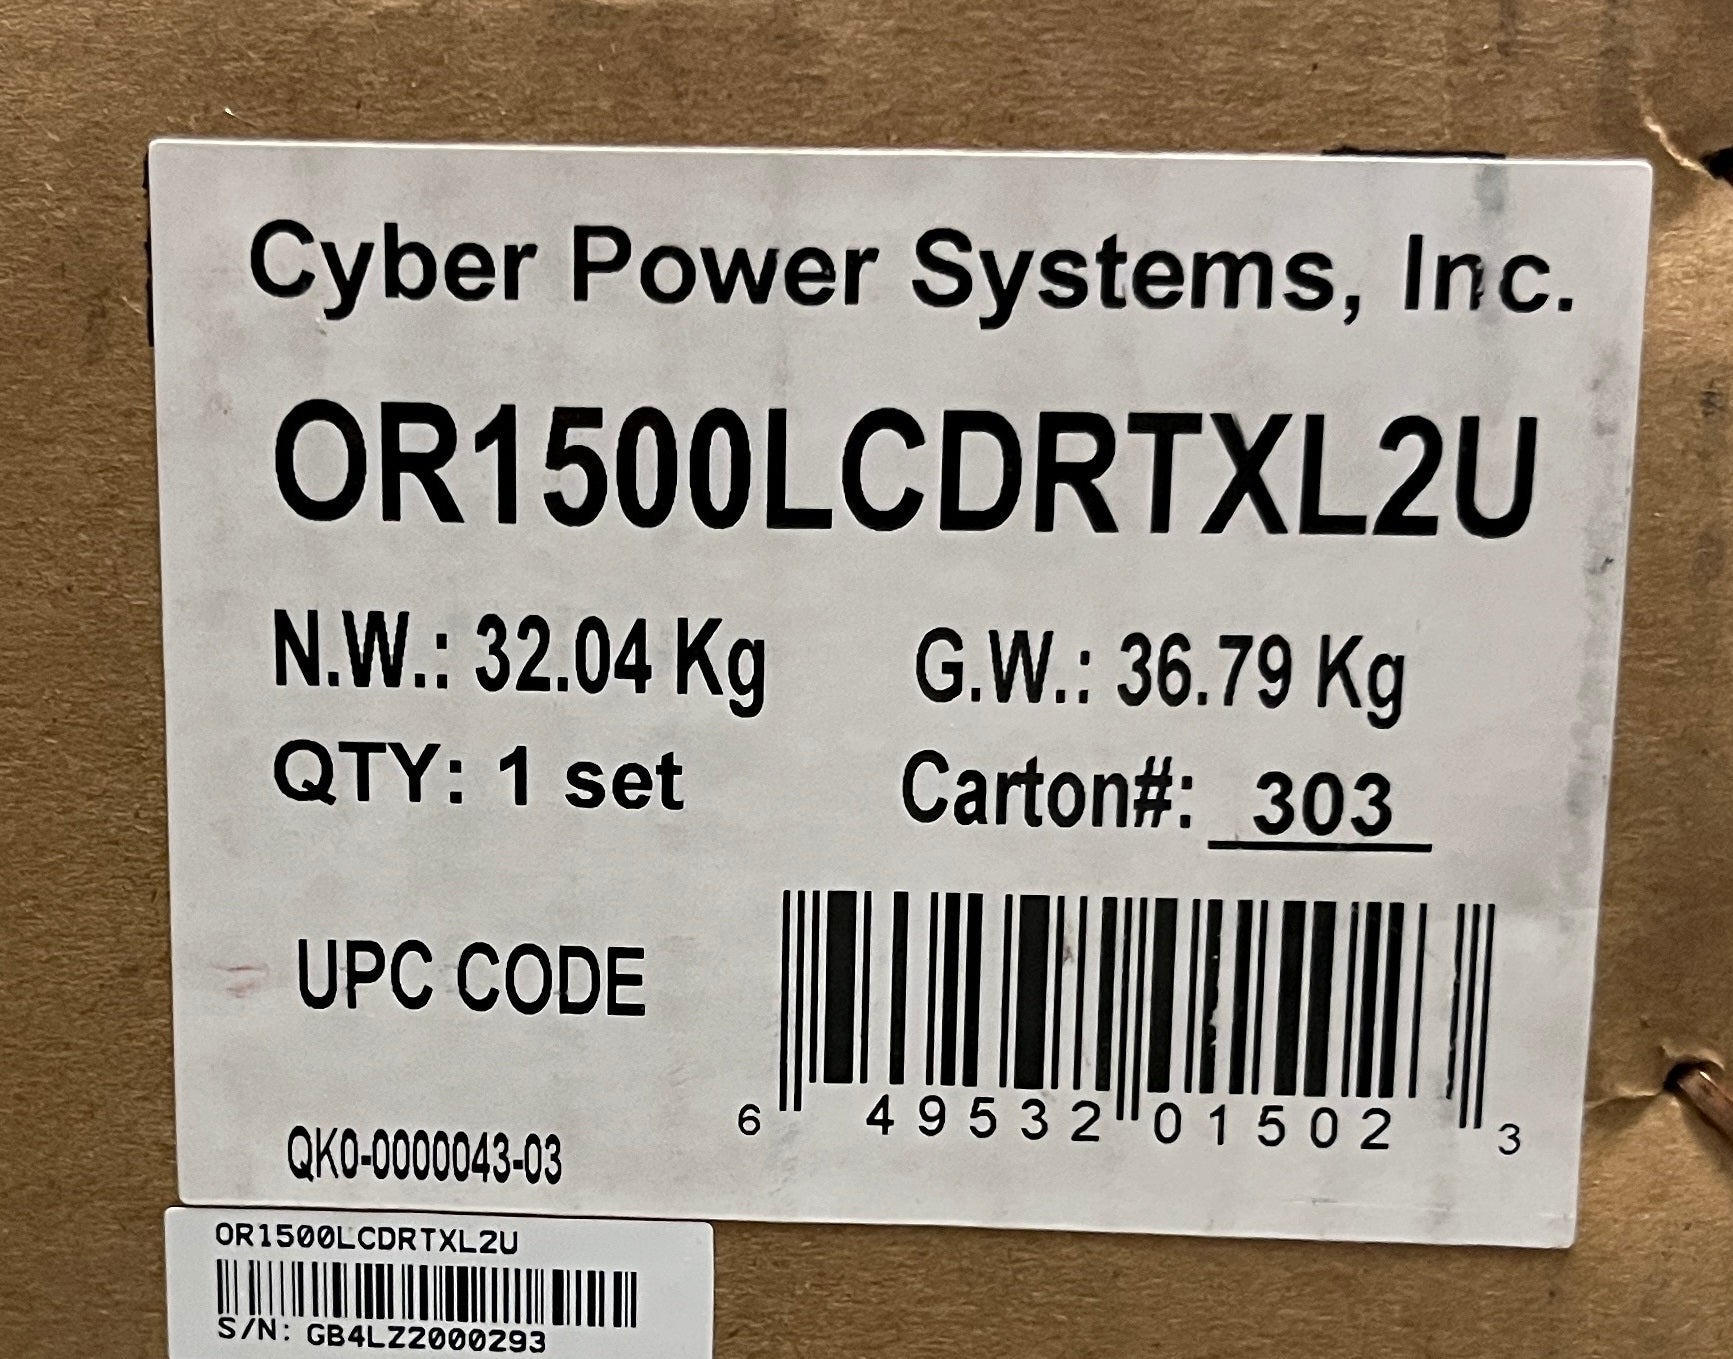 Cyber Power Systems, Inc.
OR1500LCDRTXL2U
N.W.: 32.04 Kg G.W.: 36.79 Kg
QTY: 1 set Carton#: 303
UPC CODE
6 49532 01502 3
QK0-0000043-03
OR1500LCDRTXL2U
S/N: GB4LZ2000293